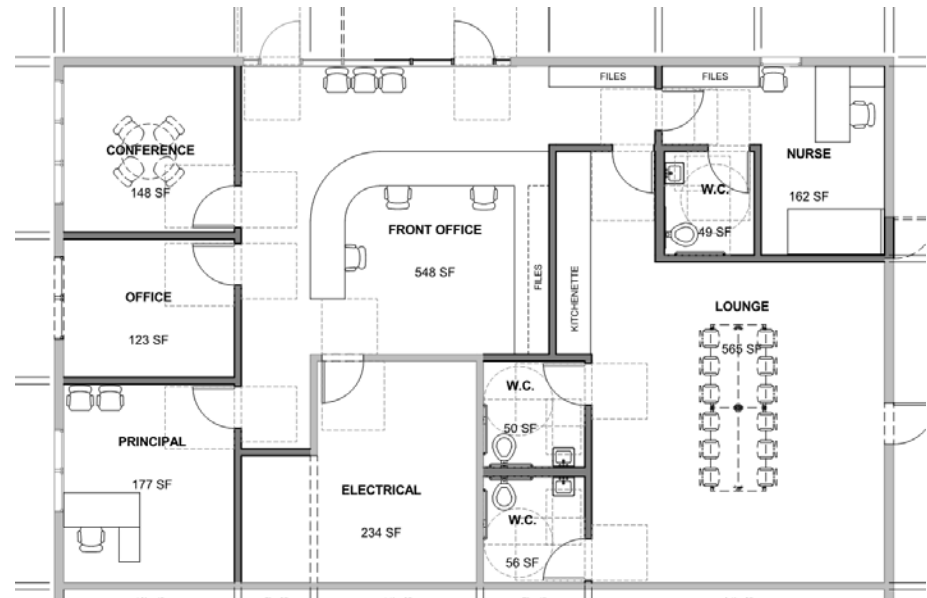 FILES
FILES
CONFERENCE
148 SF
NURSE
162 SF
W.C.
49 SF
FRONT OFFICE
548 SF
FILES
KITCHENETTE
OFFICE
123 SF
LOUNGE
565 SF
W.C.
50 SF
PRINCIPAL
177 SF
ELECTRICAL
234 SF
W.C.
56 SF